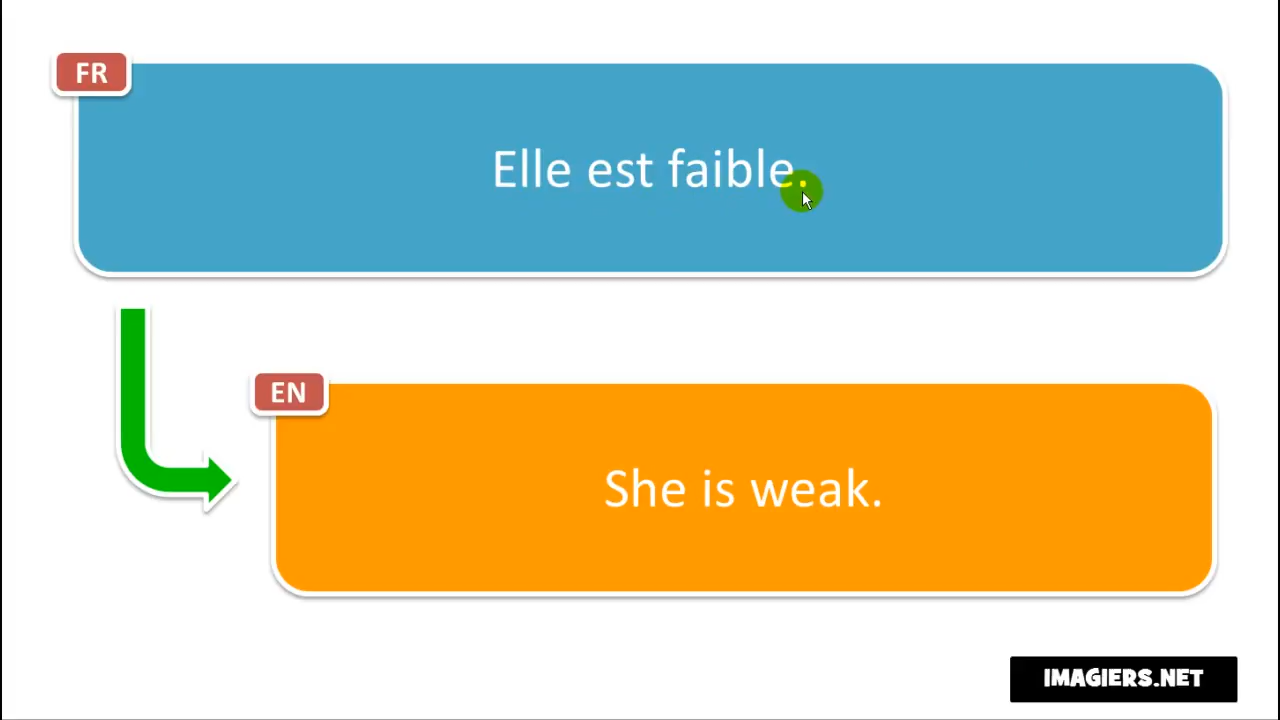 FR
Elle est faible.
EN
She is weak.
IMAGIERS.NET